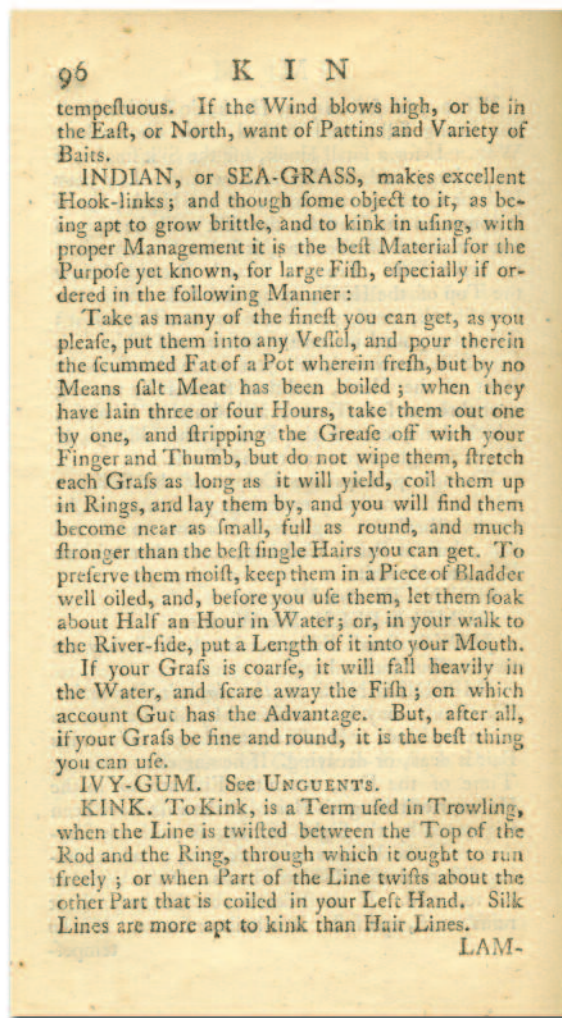 96 K I N
tempeſtuous. If the Wind blows high, or be in
the Eaſt, or North, want of Pattins and Variety of
Baits.
INDIAN, or SEA-GRASS, makes excellent
Hook-links; and though ſome object to it, as be-
ing apt to grow brittle, and to kink in uſing, with
proper Management it is the beſt Material for the
Purpoſe yet known, for large Fiſh, eſpecially if or-
dered in the following Manner:
Take as many of the fineſt you can get, as you
pleaſe, put them into any Veſſel, and pour therein
the ſcummed Fat of a Pot wherein freſh, but by no
Means ſalt Meat has been boiled; when they
have lain three or four Hours, take them out one
by one, and ſtripping the Greaſe off with your
Finger and Thumb, but do not wipe them, ſtretch
each Graſs as long as it will yield, coil them up
in Rings, and lay them by, and you will find them
become near as ſmall, full as round, and much
ſtronger than the beſt ſingle Hairs you can get. To
preſerve them moiſt, keep them in a Piece of Bladder
well oiled, and, before you uſe them, let them ſoak
about Half an Hour in Water; or, in your walk to
the River-ſide, put a Length of it into your Mouth.
If your Graſs is coarſe, it will fall heavily in
the Water, and ſcare away the Fiſh; on which
account Gut has the Advantage. But, after all,
if your Graſs be fine and round, it is the beſt thing
you can uſe.
IVY-GUM. See UNGUENTS.
KINK. To Kink, is a Term uſed in Trowling,
when the Line is twiſted between the Top of the
Rod and the Ring, through which it ought to run
freely; or when Part of the Line twiſts about the
other Part that is coiled in your Left Hand. Silk
Lines are more apt to kink than Hair Lines.
LAM-